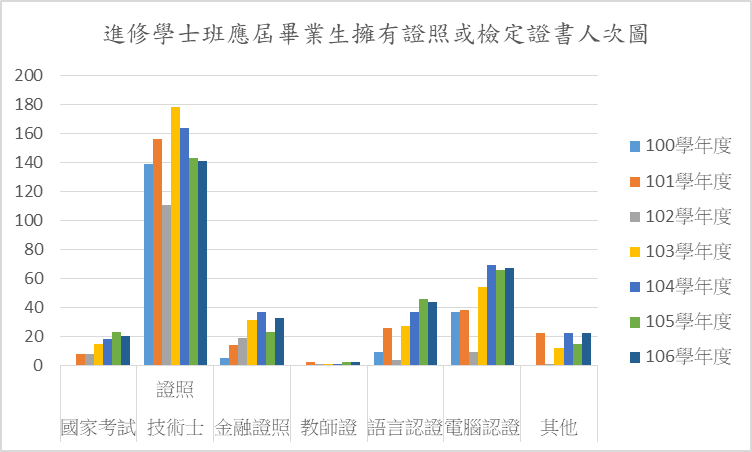 進修學士班應屆畢業生擁有證照或檢定證書人次圖
200
180
160
140
120
100
80
60
40
20
0
100學年度
101學年度
102學年度
103學年度
104學年度
105學年度
106學年度
證照
國家考試 技術士 金融證照 教師證 語言認證 電腦認證 其他